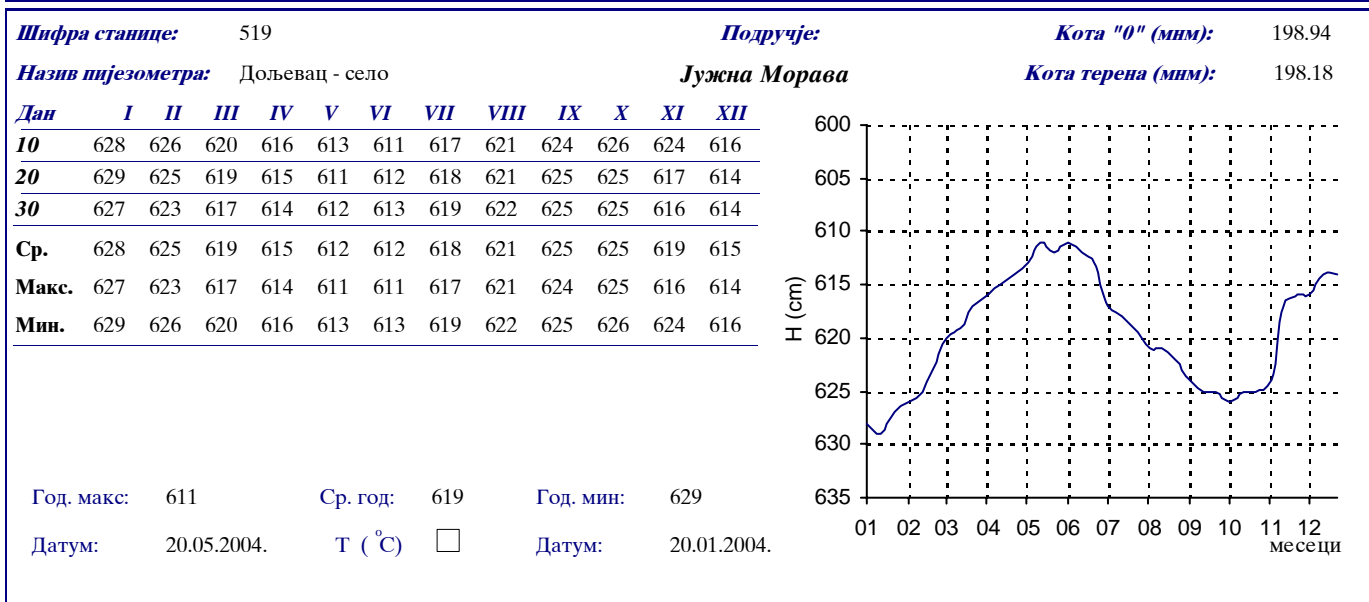 Шифра станице: 519 Подручје: Кота "0" (мнм): 198.94
Назив пијезометра: Дољевац - село Јужна Морава Кота терена (мнм): 198.18
Дан I II III IV V VI VII VIII IX X XI XII
10 628 626 620 616 613 611 617 621 624 626 624 616
20 629 625 619 615 611 612 618 621 625 625 617 614
30 627 623 617 614 612 613 619 622 625 625 616 614
Ср. 628 625 619 615 612 612 618 621 625 625 619 615
Макс. 627 623 617 614 611 611 617 621 624 625 616 614
Мин. 629 626 620 616 613 613 619 622 625 626 624 616
600
605
610
615
620
625
630
635
H (cm)
01 02 03 04 05 06 07 08 09 10 11 12
месеци
Год. макс: 611 Ср. год: 619 Год. мин: 629
Датум: 20.05.2004. Т ( °C) Датум: 20.01.2004.